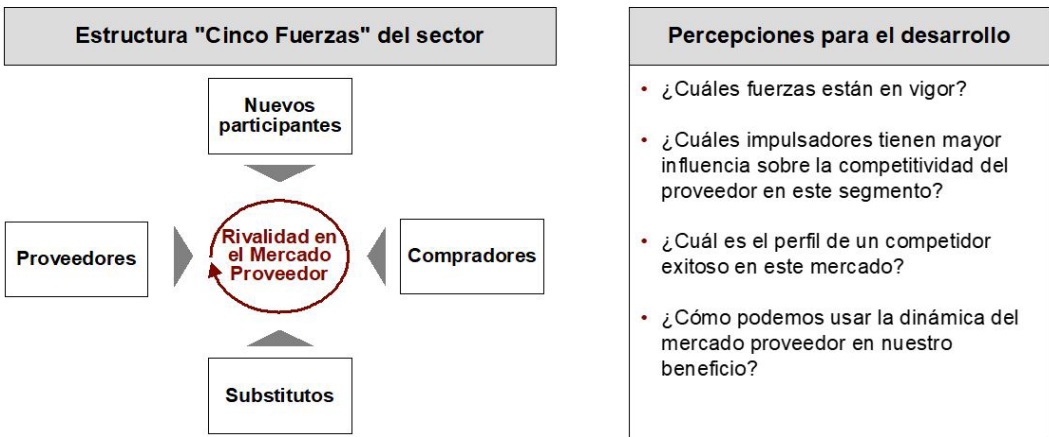 Estructura "Cinco Fuerzas" del sector
Nuevos
participantes
Proveedores
Rivalidad en
el Mercado
Proveedor
Compradores
Substitutos
Percepciones para el desarrollo
• ¿Cuáles fuerzas están en vigor?
• ¿Cuáles impulsadores tienen mayor
influencia sobre la competitividad del
proveedor en este segmento?
• ¿Cuál es el perfil de un competidor
exitoso en este mercado?
• ¿Cómo podemos usar la dinámica del
mercado proveedor en nuestro
beneficio?